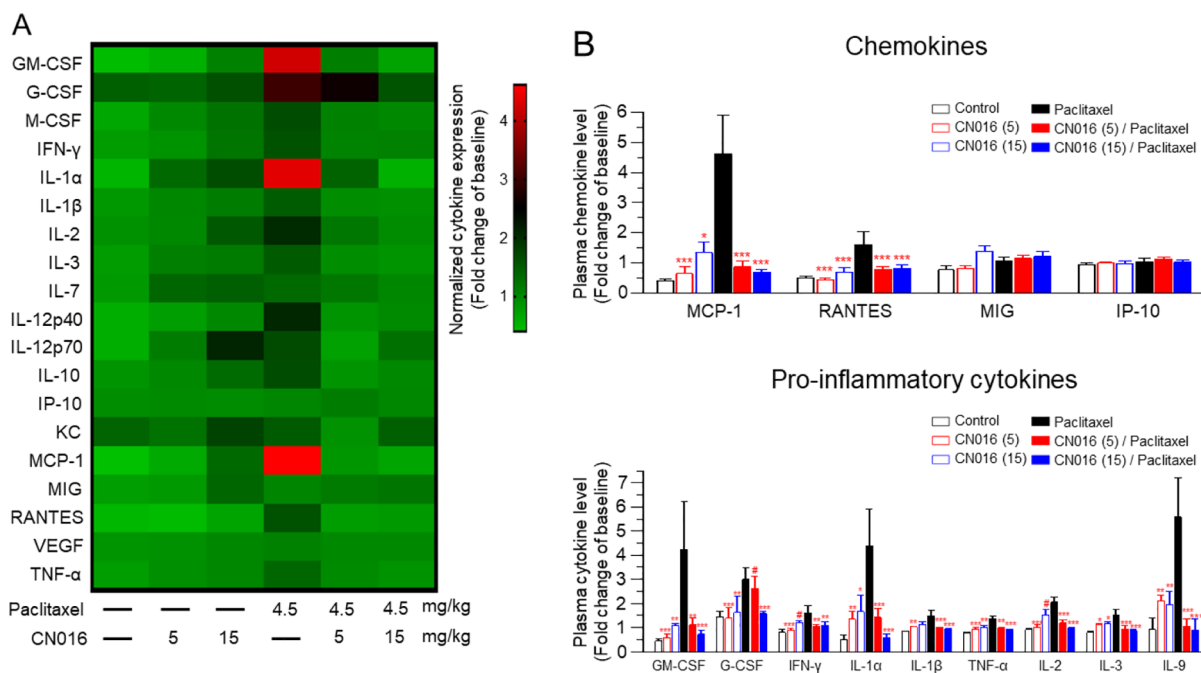 A
GM-CSF
G-CSF
M-CSF
IFN-γ
IL-1α
IL-1β
IL-2
IL-3
IL-7
IL-12p40
IL-12p70
IL-10
IP-10
KC
MCP-1
MIG
RANTES
VEGF
TNF-α
Paclitaxel — — — 4.5 4.5 4.5 mg/kg
CN016 — 5 15 — 5 15 mg/kg
Normalized cytokine expression
(Fold change of baseline)
4
3
2
1
B
Chemokines
Control
Paclitaxel
CN016 (5)
CN016 (5) / Paclitaxel
CN016 (15)
CN016 (15) / Paclitaxel
Plasma chemokine level
(Fold change of baseline)
6
5
4
3
2
1
0
*** * *** ***
*** *** *** ***
MCP-1 RANTES MIG IP-10
Pro-inflammatory cytokines
Control
Paclitaxel
CN016 (5)
CN016 (5) / Paclitaxel
CN016 (15)
CN016 (15) / Paclitaxel
Plasma cytokine level
(Fold change of baseline)
7
6
5
4
3
2
1
0
GM-CSF G-CSF IFN-γ IL-1α IL-1β TNF-α IL-2 IL-3 IL-9